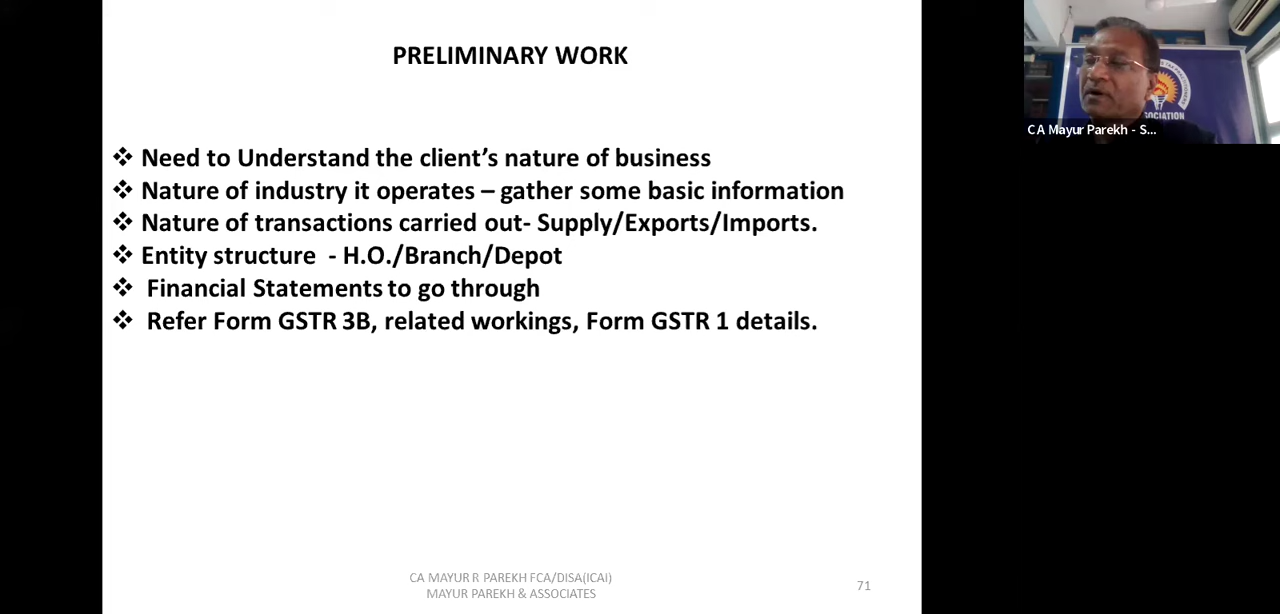 PRELIMINARY WORK
❖ Need to Understand the client's nature of business
❖ Nature of industry it operates – gather some basic information
❖ Nature of transactions carried out- Supply/Exports/Imports.
❖ Entity structure - H.O./Branch/Depot
❖ Financial Statements to go through
❖ Refer Form GSTR 3B, related workings, Form GSTR 1 details.
CA MAYUR R PAREKH FCA/DISA(ICAI)
MAYUR PAREKH & ASSOCIATES
71
CA Mayur Parekh - S...